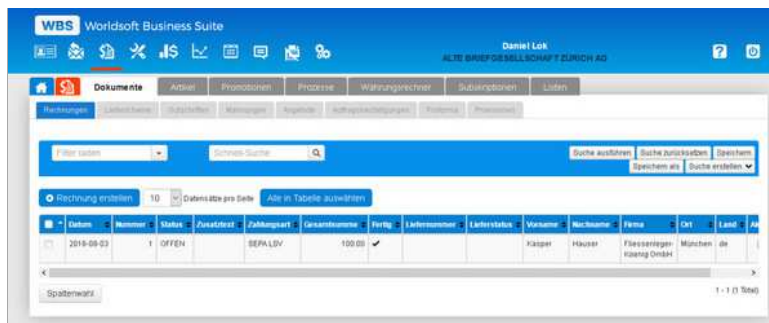 WBS Worldsoft Business Suite
Daniel Lok
ALTE BRIEFGESELLSCHAFT ZÜRICH AG
Dokumente Artikel Promotionen Prozesse Währungsrechner Subskriptionen Listen
Rechnungen Lieferscheine Gutschriften Mahnungen Angebote Auftragsbestätigungen Proforma
Filter laden Schnell-Suche Suche ausführen Suche zurücksetzen Speichern
Speichern als Suche erstellen
Rechnung erstellen 10 Datensätze pro Seite Alle in Tabelle auswählen
Datum Nummer Status Zusatztext Zahlungsart Gesamtsumme Fertig Liefernummer Lieferstatus Vorname Nachname Firma Ort Land
2018-08-03 1 OFFEN SEPA LSV 100.00 Kasper Hauser Fliessenleger- München de
Koenig GmbH
Spaltenwahl 1 - 1 (1 Total)